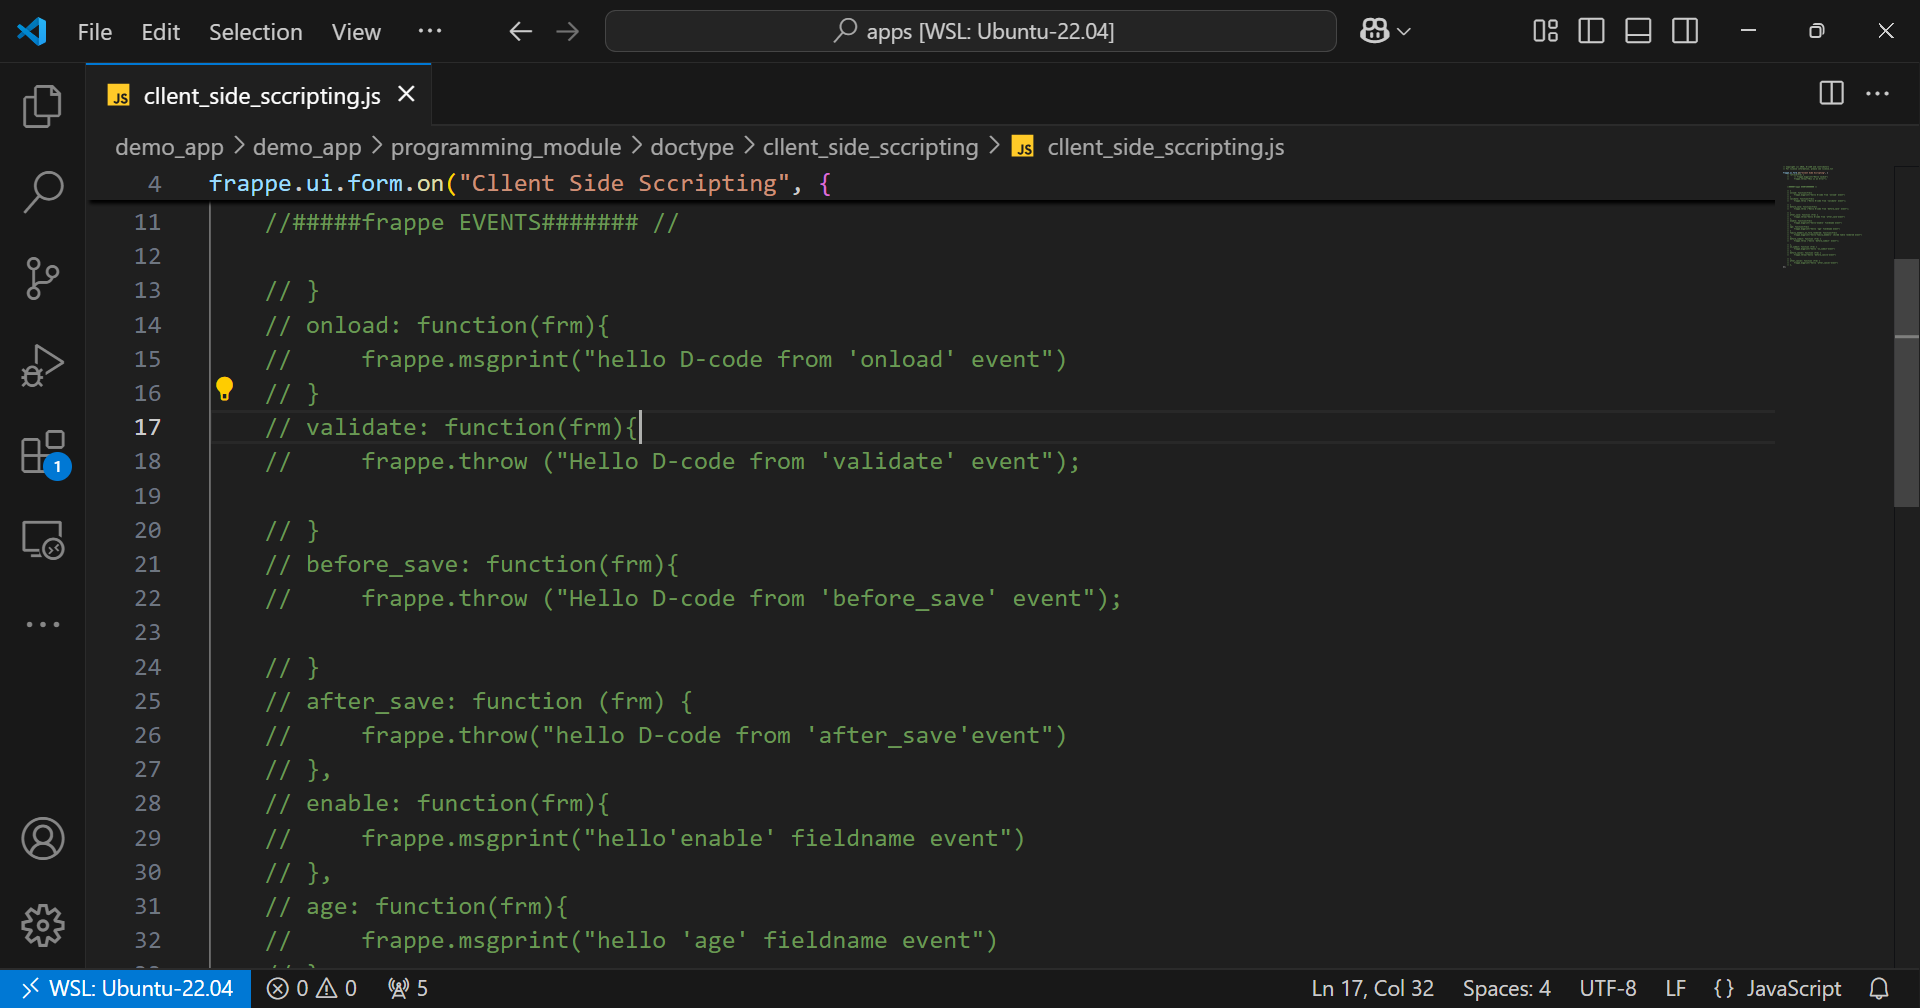 File Edit Selection View ··· apps [WSL: Ubuntu-22.04]
JS cllent_side_sccripting.js
demo_app > demo_app > programming_module > doctype > cllent_side_sccripting > JS cllent_side_sccripting.js
4 frappe.ui.form.on("Cllent Side Sccripting", {
11 //#####frappe EVENTS####### //
12
13 // }
14 // onload: function(frm){
15 //     frappe.msgprint("hello D-code from 'onload' event")
16 // }
17 // validate: function(frm){
18 //     frappe.throw ("Hello D-code from 'validate' event");
19
20 // }
21 // before_save: function(frm){
22 //     frappe.throw ("Hello D-code from 'before_save' event");
23
24 // }
25 // after_save: function (frm) {
26 //     frappe.throw("hello D-code from 'after_save'event")
27 // },
28 // enable: function(frm){
29 //     frappe.msgprint("hello'enable' fieldname event")
30 // },
31 // age: function(frm){
32 //     frappe.msgprint("hello 'age' fieldname event")
1
WSL: Ubuntu-22.04 0 0 5 Ln 17, Col 32 Spaces: 4 UTF-8 LF {} JavaScript